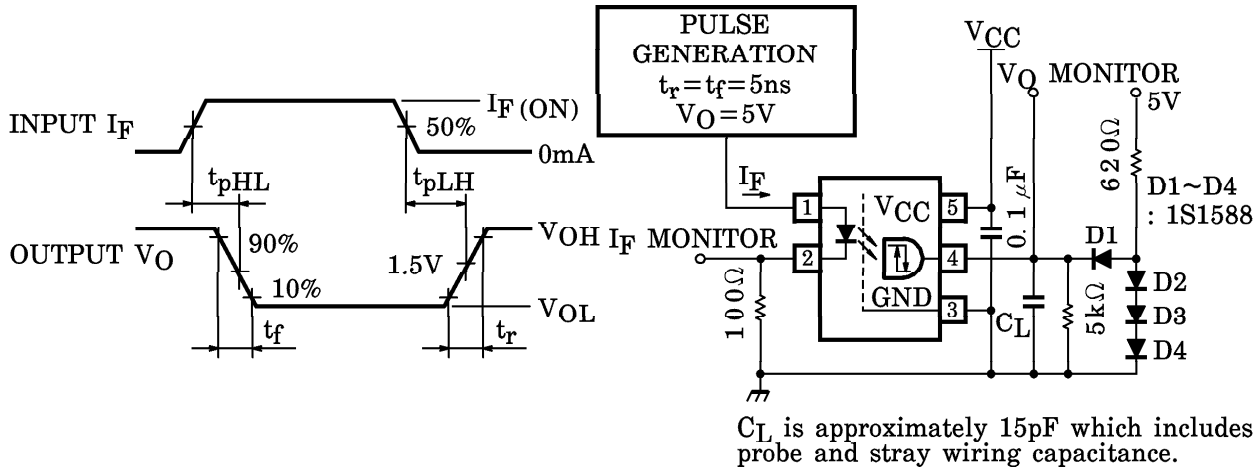 INPUT IF
IF (ON)
50%
0mA
tpHL
tpLH
OUTPUT VO
90%
10%
1.5V
VOH
VOL
tf
tr
PULSE
GENERATION
tr=tf=5ns
VO=5V
IF
IF MONITOR
100Ω
1
2
VCC
GND
5
4
3
VCC
0.1μF
VO MONITOR
5V
620Ω
D1~D4
: 1S1588
D1
D2
D3
D4
CL
5kΩ
CL is approximately 15pF which includes
probe and stray wiring capacitance.